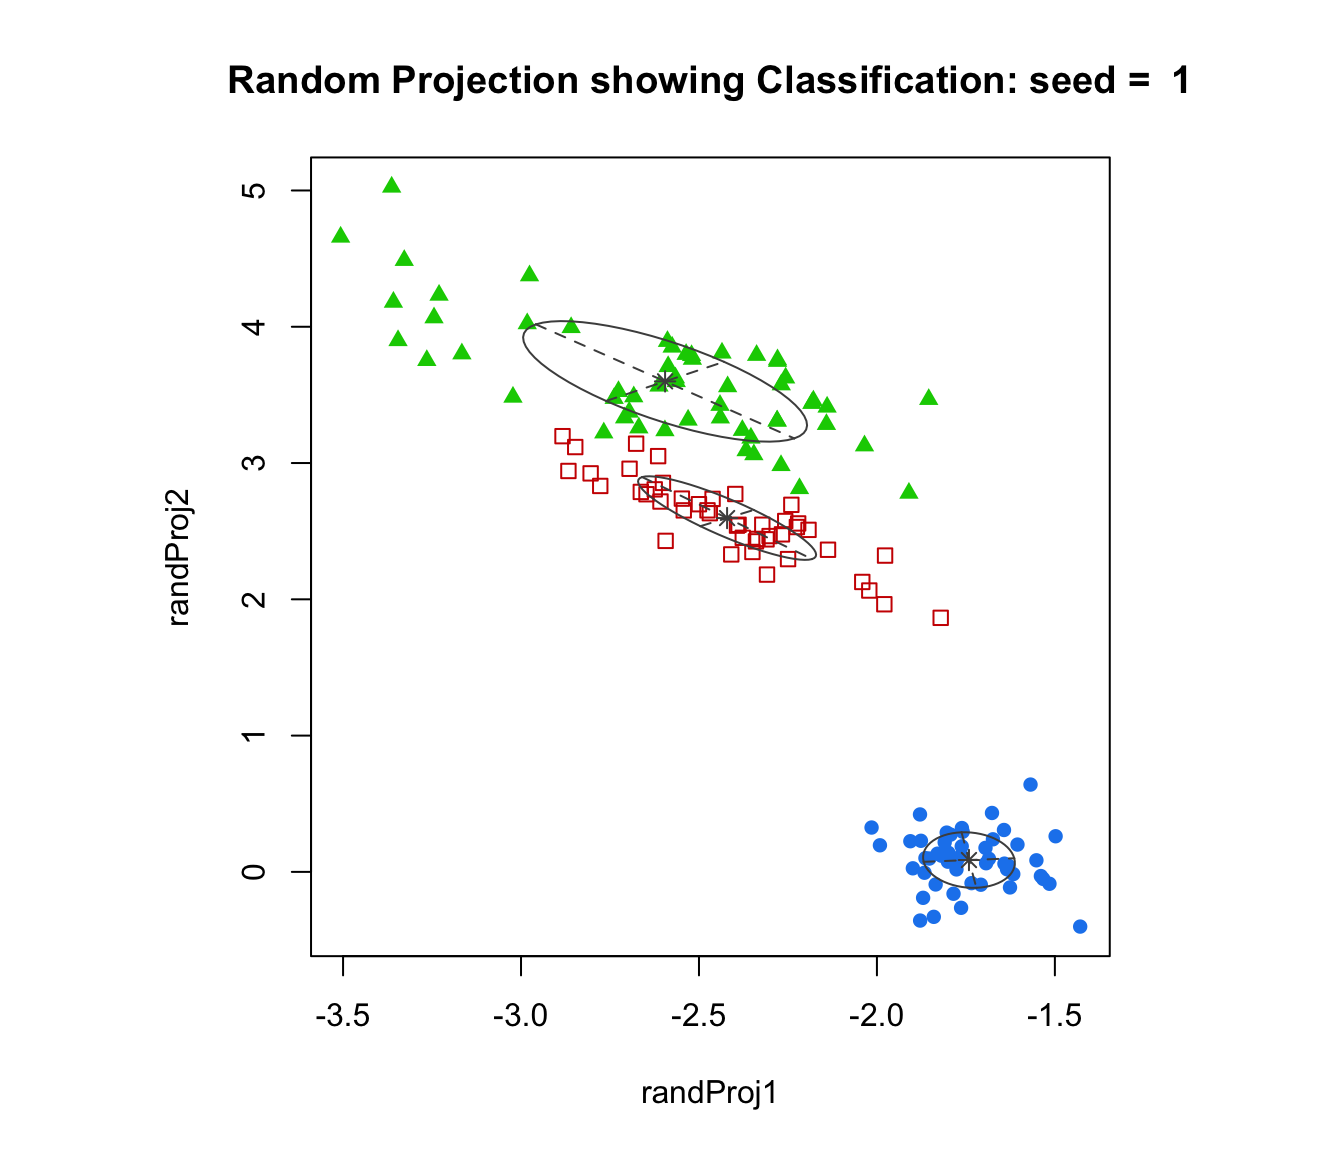 Random Projection showing Classification: seed =  1
5
4
3
2
1
0
randProj2
-3.5 -3.0 -2.5 -2.0 -1.5
randProj1